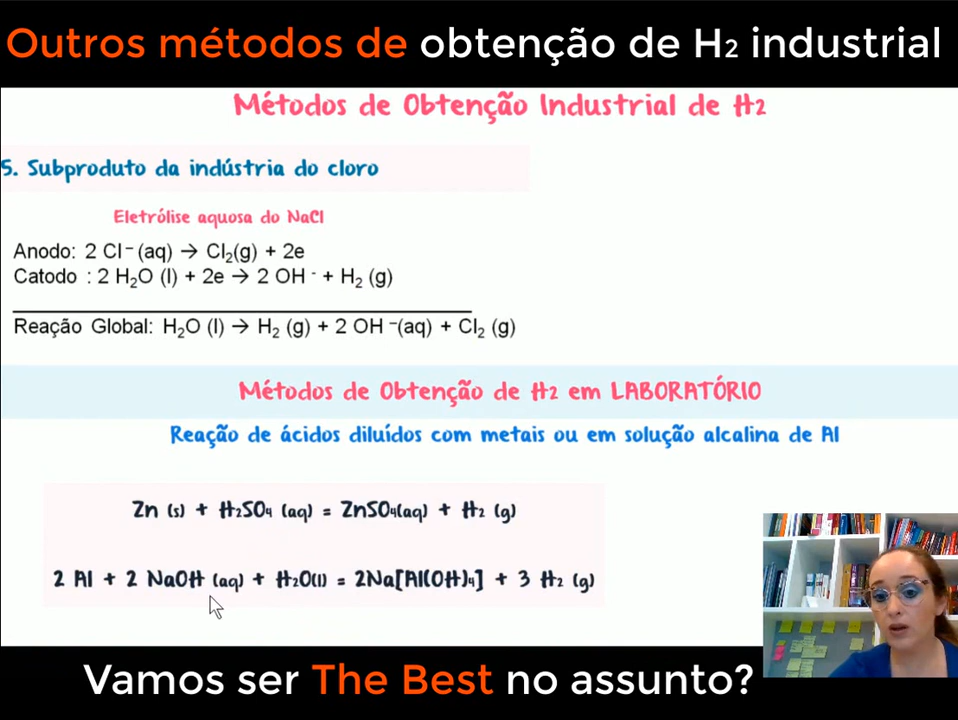 Outros métodos de obtenção de H₂ industrial
Métodos de Obtenção Industrial de H2
5. Subproduto da indústria do cloro
Eletrólise aquosa do NaCl
Anodo: 2 Cl⁻ (aq) → Cl₂(g) + 2e
Catodo : 2 H₂O (l) + 2e → 2 OH ⁻ + H₂ (g)
Reação Global: H₂O (l) → H₂ (g) + 2 OH ⁻(aq) + Cl₂ (g)
Métodos de Obtenção de H2 em LABORATÓRIO
Reação de ácidos diluídos com metais ou em solução alcalina de Al
Zn (s) + H₂SO₄ (aq) = ZnSO₄(aq) + H₂ (g)
2 Al + 2 NaOH (aq) + H₂O(l) = 2Na[Al(OH)₄] + 3 H₂ (g)
Vamos ser The Best no assunto?